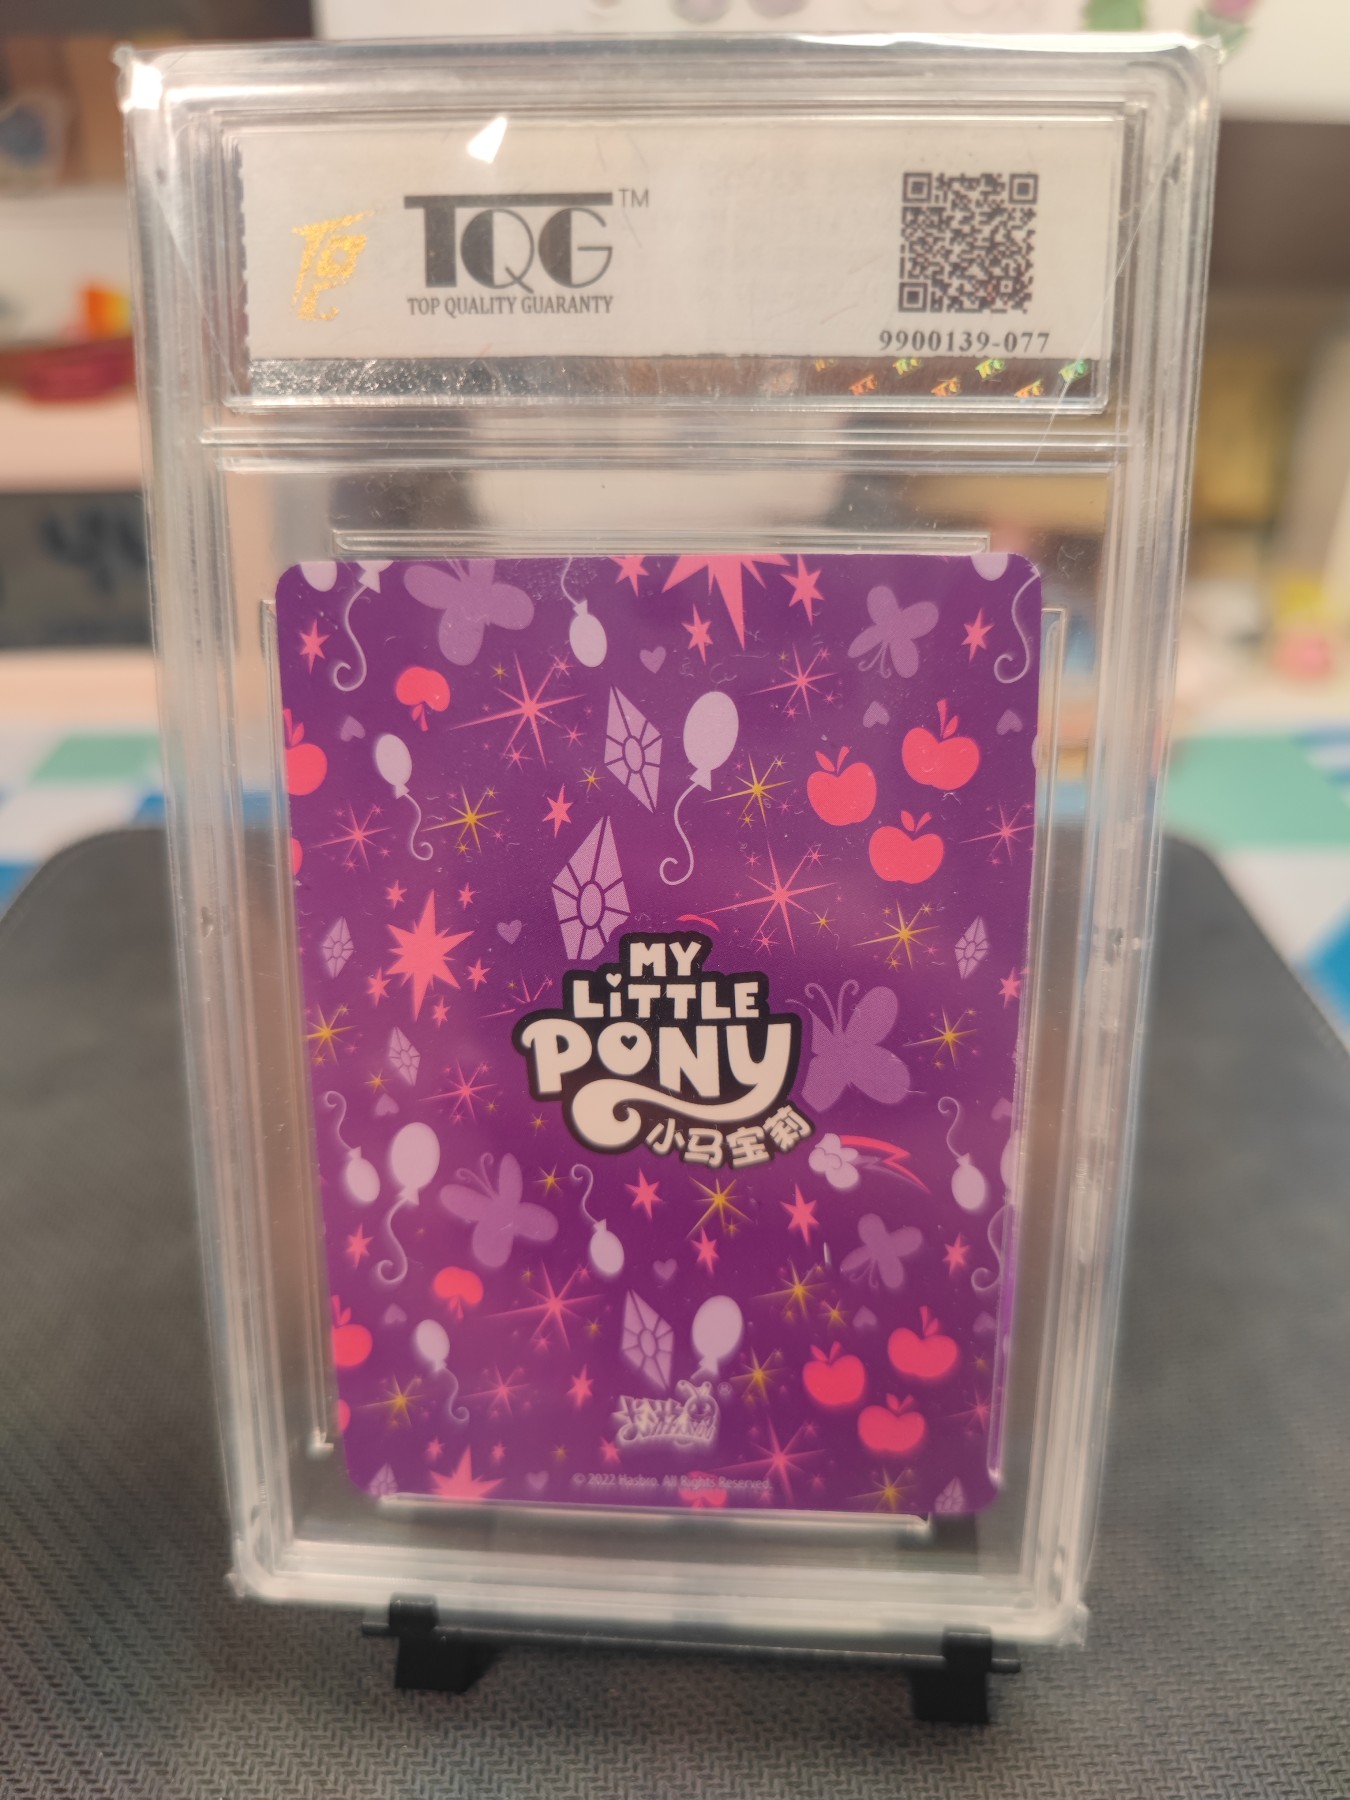 TQG™
TOP QUALITY GUARANTY
9900139-077
MY
LiTTLE
PONY
小马宝莉
®
© 2022 Hasbro. All Rights Reserved.